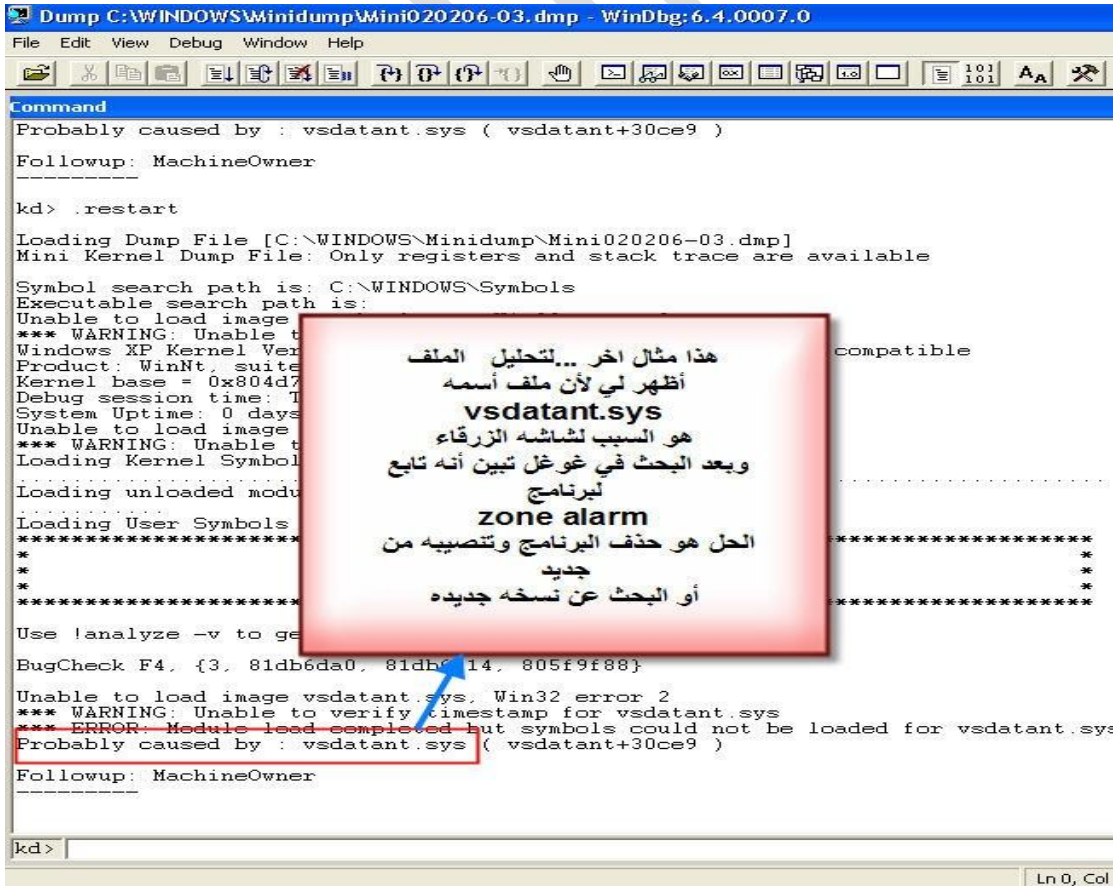 Dump C:\WINDOWS\Minidump\Mini020206-03.dmp - WinDbg:6.4.0007.0
File Edit View Debug Window Help
Command
Probably caused by : vsdatant.sys ( vsdatant+30ce9 )
Followup: MachineOwner
---------
kd> .restart
Loading Dump File [C:\WINDOWS\Minidump\Mini020206-03.dmp]
Mini Kernel Dump File: Only registers and stack trace are available
Symbol search path is: C:\WINDOWS\Symbols
Executable search path is:
Unable to load image
*** WARNING: Unable t
Windows XP Kernel Ver compatible
Product: WinNt, suite
Kernel base = 0x804d7
Debug session time: T
System Uptime: 0 days
Unable to load image
*** WARNING: Unable t
Loading Kernel Symbol
Loading unloaded modu
Loading User Symbols
هذا مثال اخر ...لتحليل الملف
أظهر لي لأن ملف أسمه
vsdatant.sys
هو السبب لشاشه الزرقاء
وبعد البحث في غوغل تبين أنه تابع
لبرنامج
zone alarm
الحل هو حذف البرنامج وتنصيبه من
جديد
أو البحث عن نسخه جديده
Use !analyze -v to ge
BugCheck F4, {3, 81db6da0, 81db 14, 805f9f88}
Unable to load image vsdatant.sys, Win32 error 2
*** WARNING: Unable to verify timestamp for vsdatant.sys
*** ERROR: Module load completed but symbols could not be loaded for vsdatant.sys
Probably caused by : vsdatant.sys ( vsdatant+30ce9 )
Followup: MachineOwner
---------
kd>
Ln 0, Col